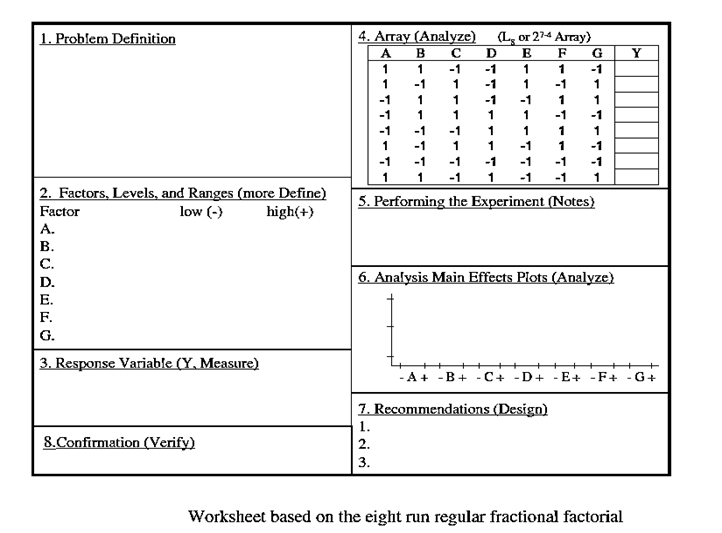 1. Problem Definition
2. Factors, Levels, and Ranges (more Define)
Factor low (-) high(+)
A.
B.
C.
D.
E.
F.
G.
3. Response Variable (Y, Measure)
8.Confirmation (Verify)
4. Array (Analyze) (L8 or 2^7-4 Array)
A B C D E F G Y
1 1 -1 -1 1 1 -1
1 -1 1 -1 1 -1 1
-1 1 1 -1 -1 1 1
-1 1 1 1 1 -1 -1
-1 -1 -1 1 1 1 1
1 -1 1 1 -1 1 -1
-1 -1 -1 -1 -1 -1 -1
1 1 -1 1 -1 -1 1
5. Performing the Experiment (Notes)
6. Analysis Main Effects Plots (Analyze)
- A + - B + - C + - D + - E + - F + - G +
7. Recommendations (Design)
1.
2.
3.
Worksheet based on the eight run regular fractional factorial